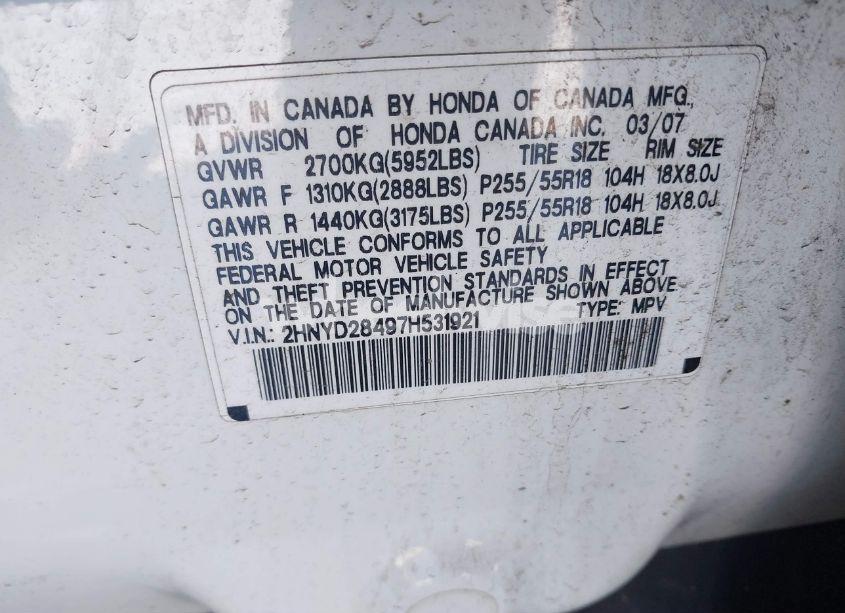 MFD. IN CANADA BY HONDA OF CANADA MFG.,
A DIVISION OF HONDA CANADA INC. 03/07
GVWR 2700KG(5952LBS) TIRE SIZE RIM SIZE
GAWR F 1310KG(2888LBS) P255/55R18 104H 18X8.0J
GAWR R 1440KG(3175LBS) P255/55R18 104H 18X8.0J
THIS VEHICLE CONFORMS TO ALL APPLICABLE
FEDERAL MOTOR VEHICLE SAFETY
AND THEFT PREVENTION STANDARDS IN EFFECT
ON THE DATE OF MANUFACTURE SHOWN ABOVE.
V.I.N.: 2HNYD28497H531921 TYPE: MPV